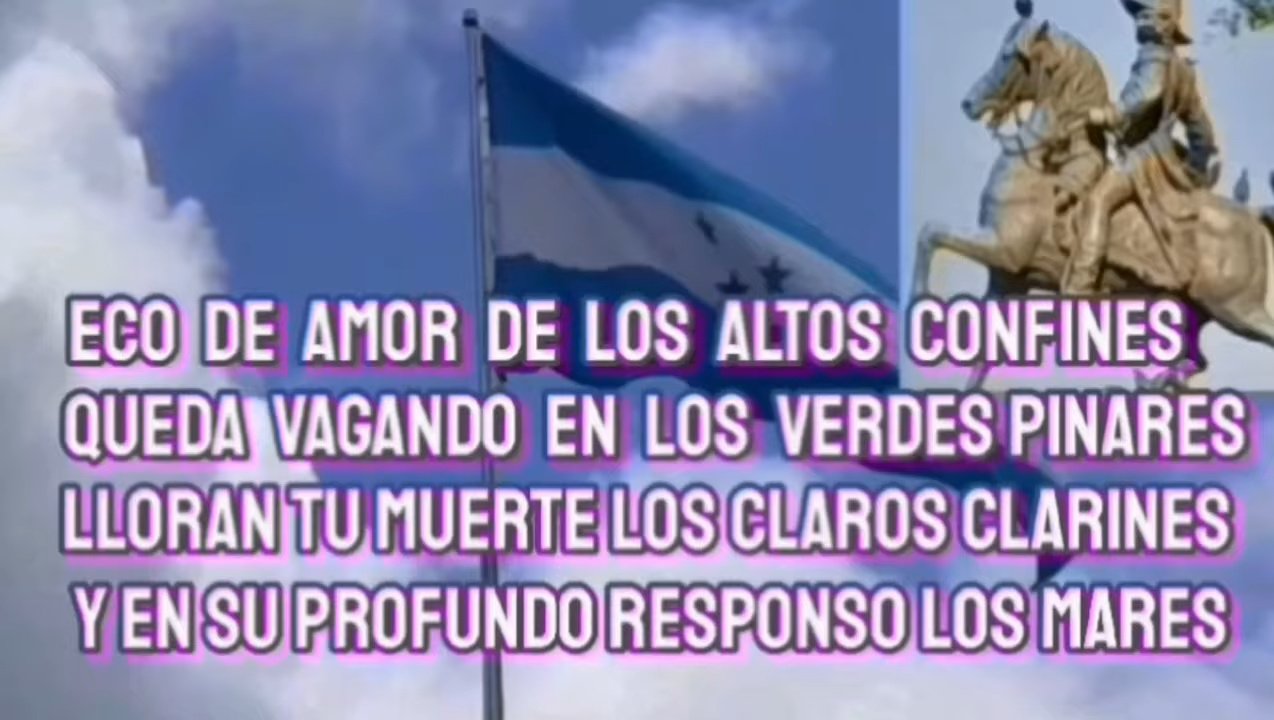 ECO DE AMOR DE LOS ALTOS CONFINES
QUEDA VAGANDO EN LOS VERDES PINARES
LLORAN TU MUERTE LOS CLAROS CLARINES
Y EN SU PROFUNDO RESPONSO LOS MARES